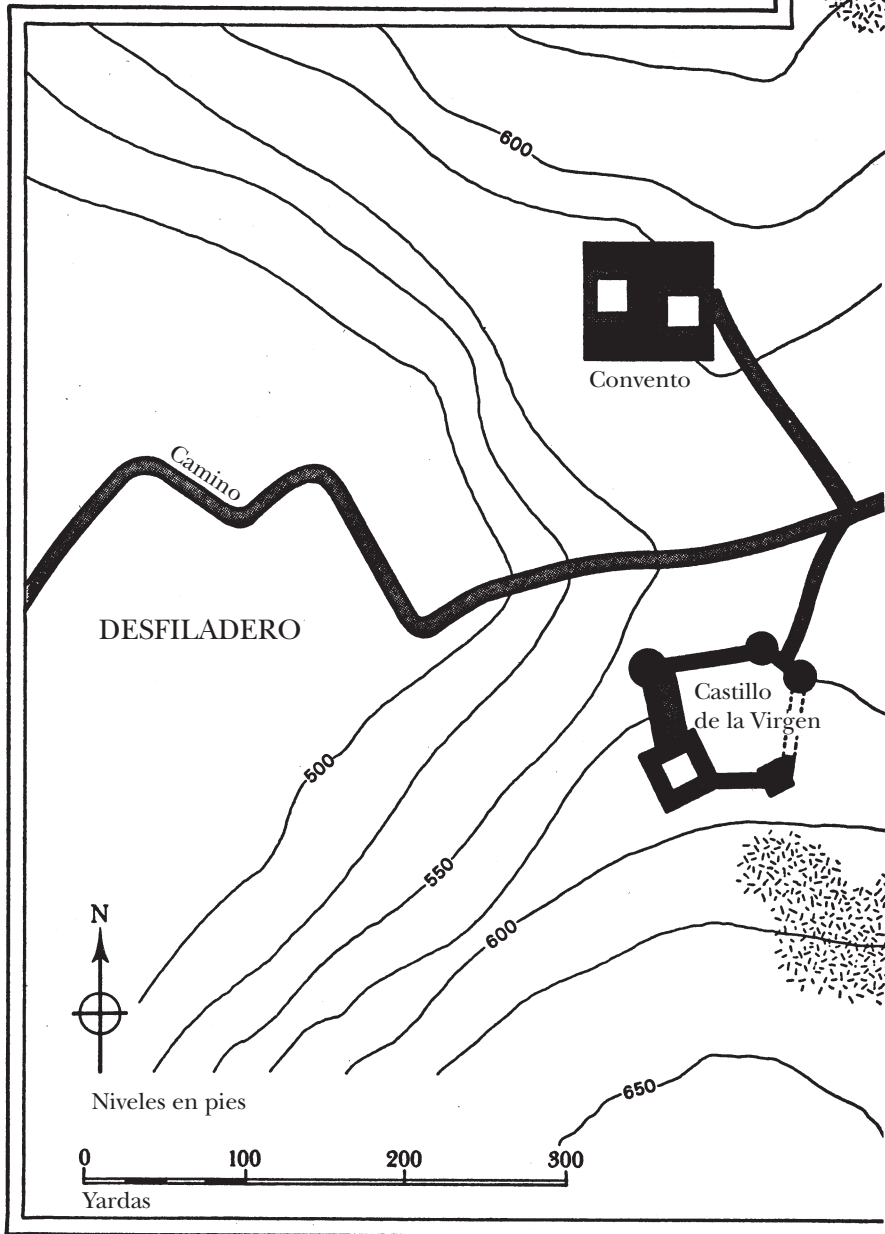 600
Convento
Camino
DESFILADERO
Castillo
de la Virgen
500
550
600
N
650
Niveles en pies
0 100 200 300
Yardas